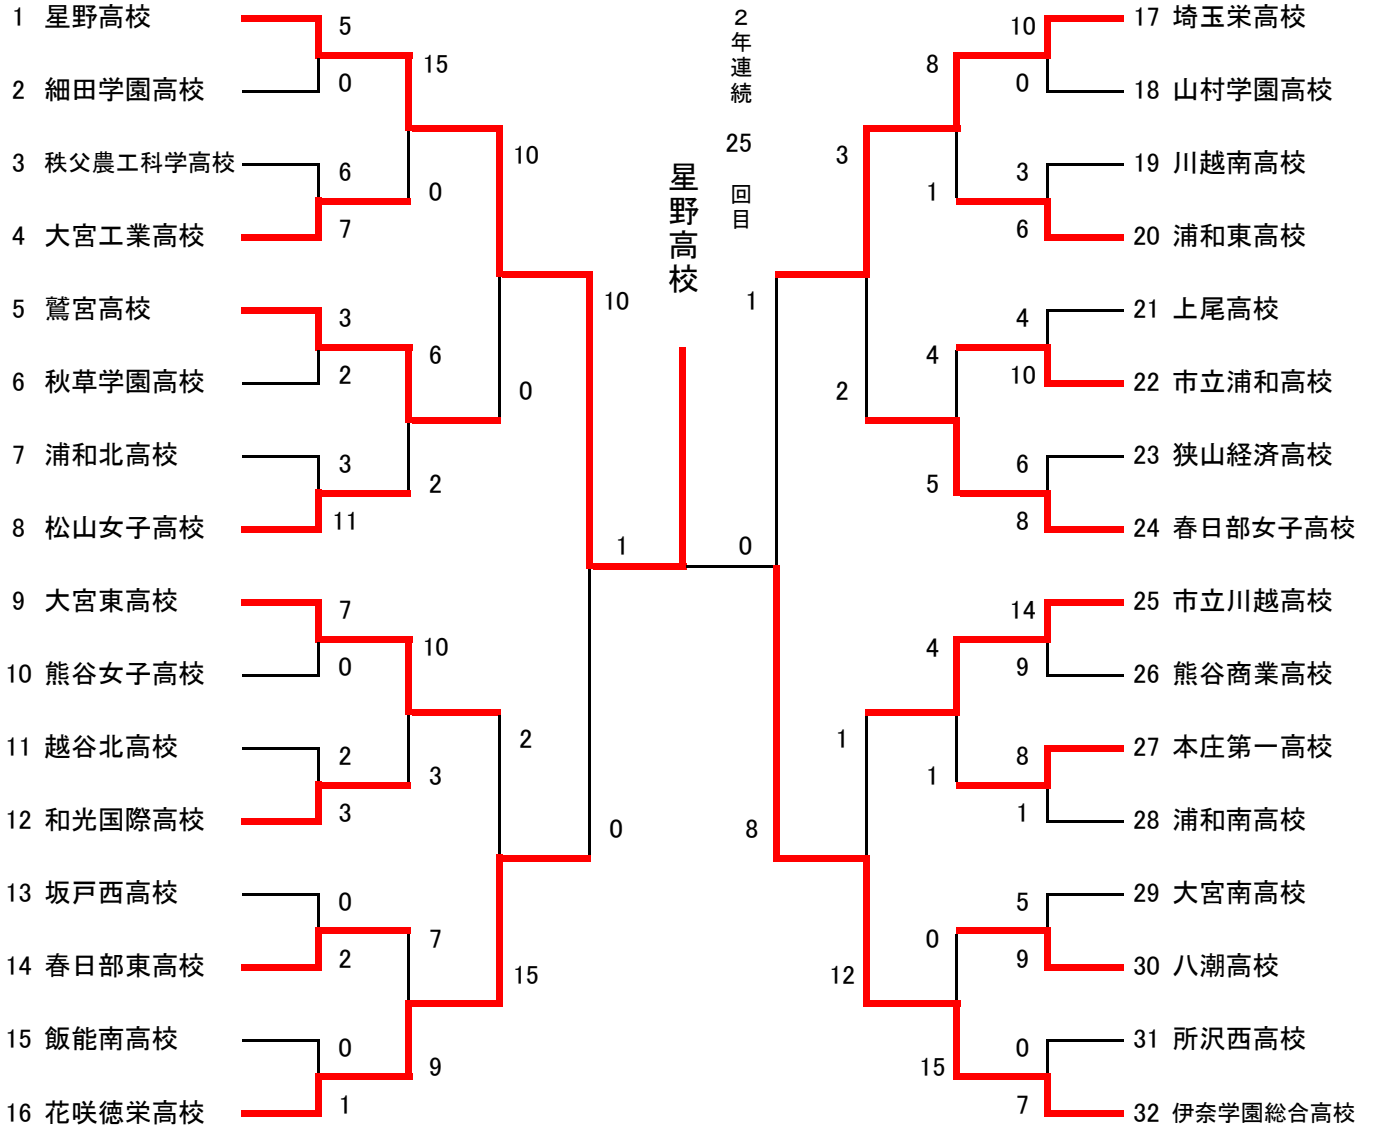 1 星野高校
5
0
2 細田学園高校
15
3 秩父農工科学高校
6
7
4 大宮工業高校
0
10
5 鷲宮高校
3
2
6 秋草学園高校
6
7 浦和北高校
3
11
8 松山女子高校
2
0
10
9 大宮東高校
7
0
10 熊谷女子高校
10
11 越谷北高校
2
3
12 和光国際高校
3
2
13 坂戸西高校
0
2
14 春日部東高校
7
15 飯能南高校
0
1
16 花咲徳栄高校
9
15
0
2年連続 25 回目
星野高校
1
0
17 埼玉栄高校
10
0
18 山村学園高校
8
19 川越南高校
3
6
20 浦和東高校
1
3
21 上尾高校
4
10
22 市立浦和高校
4
23 狭山経済高校
6
8
24 春日部女子高校
5
2
1
25 市立川越高校
14
9
26 熊谷商業高校
4
27 本庄第一高校
8
1
28 浦和南高校
1
1
29 大宮南高校
5
9
30 八潮高校
0
31 所沢西高校
0
7
32 伊奈学園総合高校
15
12
8